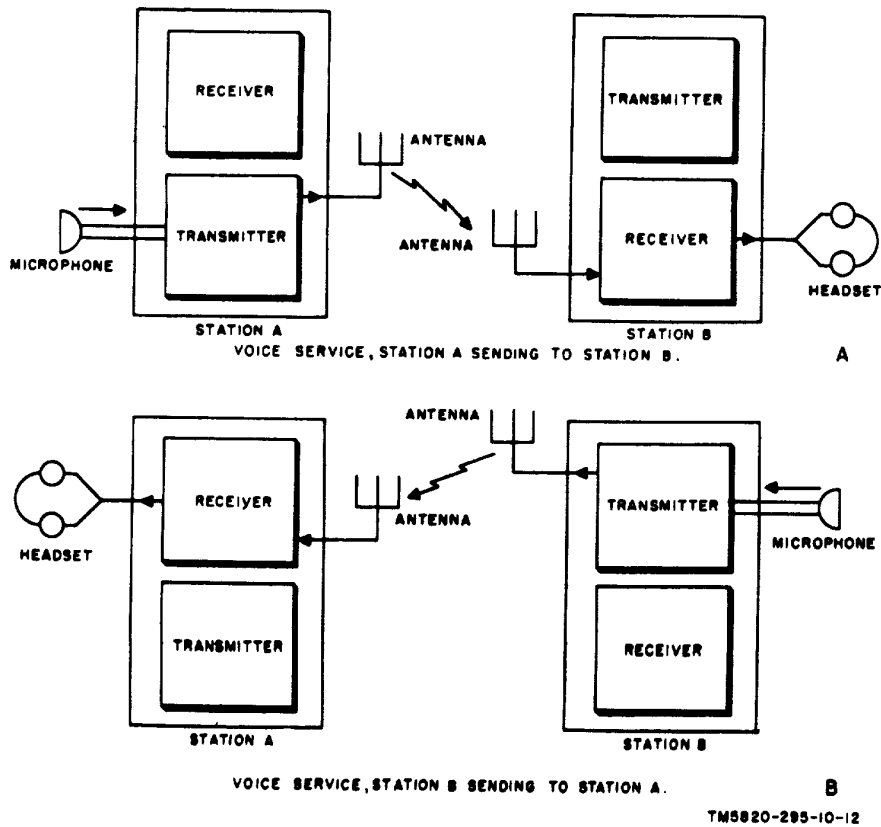 RECEIVER
TRANSMITTER
ANTENNA
TRANSMITTER
MICROPHONE
ANTENNA
RECEIVER
HEADSET
STATION A
STATION B
VOICE SERVICE, STATION A SENDING TO STATION B.
A
ANTENNA
RECEIVER
TRANSMITTER
ANTENNA
HEADSET
MICROPHONE
TRANSMITTER
RECEIVER
STATION A
STATION B
VOICE SERVICE, STATION B SENDING TO STATION A.
B
TM5820-295-10-12